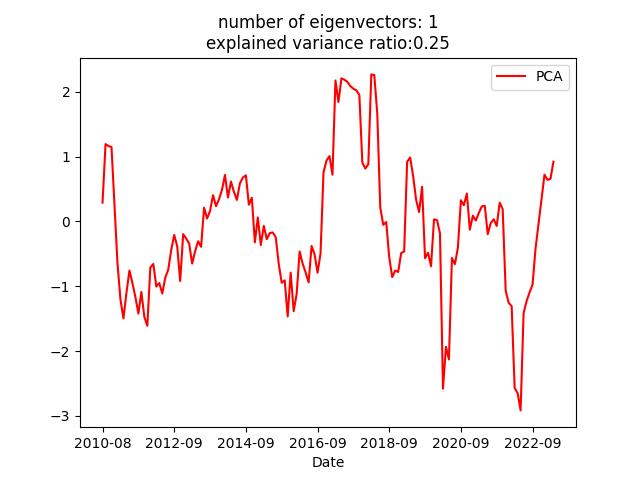 number of eigenvectors: 1
explained variance ratio:0.25
PCA
2
1
0
−1
−2
−3
2010-08 2012-09 2014-09 2016-09 2018-09 2020-09 2022-09
Date